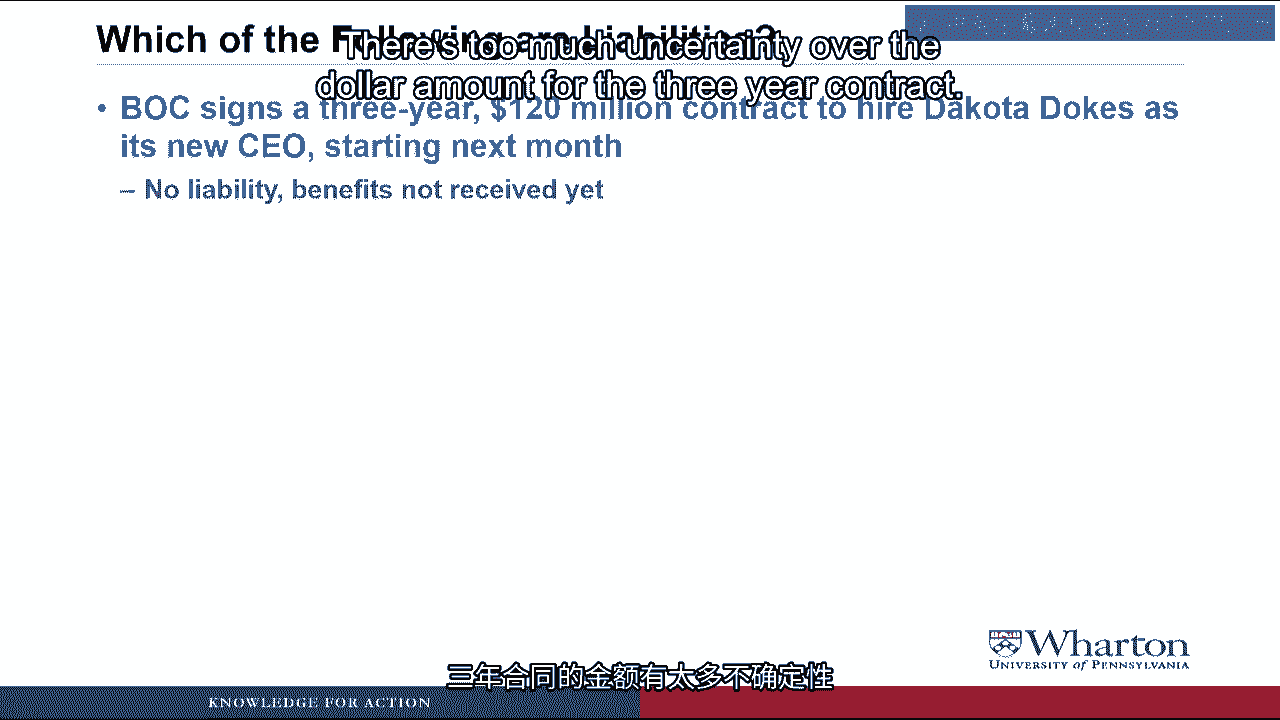 Which of the Following are Liabilities?
There's too much uncertainty over the
dollar amount for the three year contract.
• BOC signs a three-year, $120 million contract to hire Dakota Dokes as
its new CEO, starting next month
– No liability, benefits not received yet
Wharton
UNIVERSITY of PENNSYLVANIA
三年合同的金额有太多不确定性
KNOWLEDGE FOR ACTION